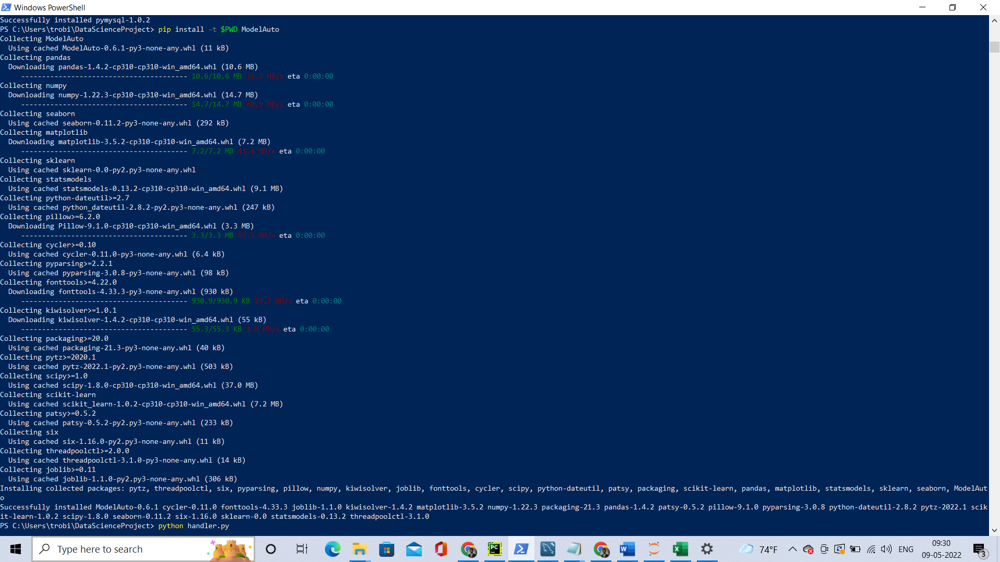 Windows PowerShell
Successfully installed pymysql-1.0.2
PS C:\Users\trobi\DataScienceProject> pip install -t $PWD ModelAuto
Collecting ModelAuto
Using cached ModelAuto-0.6.1-py3-none-any.whl (11 kB)
Collecting pandas
Downloading pandas-1.4.2-cp310-cp310-win_amd64.whl (10.6 MB)
---------------------------------------- 10.6/10.6 MB 32.8 MB/s eta 0:00:00
Collecting numpy
Downloading numpy-1.22.3-cp310-cp310-win_amd64.whl (14.7 MB)
---------------------------------------- 14.7/14.7 MB 40.9 MB/s eta 0:00:00
Collecting seaborn
Using cached seaborn-0.11.2-py3-none-any.whl (292 kB)
Collecting matplotlib
Downloading matplotlib-3.5.2-cp310-cp310-win_amd64.whl (7.2 MB)
---------------------------------------- 7.2/7.2 MB 41.8 MB/s eta 0:00:00
Collecting sklearn
Using cached sklearn-0.0-py2.py3-none-any.whl
Collecting statsmodels
Using cached statsmodels-0.13.2-cp310-cp310-win_amd64.whl (9.1 MB)
Collecting python-dateutil>=2.7
Using cached python_dateutil-2.8.2-py2.py3-none-any.whl (247 kB)
Collecting pillow>=6.2.0
Downloading Pillow-9.1.0-cp310-cp310-win_amd64.whl (3.3 MB)
---------------------------------------- 3.3/3.3 MB 52.5 MB/s eta 0:00:00
Collecting cycler>=0.10
Using cached cycler-0.11.0-py3-none-any.whl (6.4 kB)
Collecting pyparsing>=2.2.1
Using cached pyparsing-3.0.8-py3-none-any.whl (98 kB)
Collecting fonttools>=4.22.0
Downloading fonttools-4.33.3-py3-none-any.whl (930 kB)
---------------------------------------- 930.9/930.9 KB 29.7 MB/s eta 0:00:00
Collecting kiwisolver>=1.0.1
Downloading kiwisolver-1.4.2-cp310-cp310-win_amd64.whl (55 kB)
---------------------------------------- 55.3/55.3 KB 2.8 MB/s eta 0:00:00
Collecting packaging>=20.0
Using cached packaging-21.3-py3-none-any.whl (40 kB)
Collecting pytz>=2020.1
Using cached pytz-2022.1-py2.py3-none-any.whl (503 kB)
Collecting scipy>=1.0
Using cached scipy-1.8.0-cp310-cp310-win_amd64.whl (37.0 MB)
Collecting scikit-learn
Using cached scikit_learn-1.0.2-cp310-cp310-win_amd64.whl (7.2 MB)
Collecting patsy>=0.5.2
Using cached patsy-0.5.2-py2.py3-none-any.whl (233 kB)
Collecting six
Using cached six-1.16.0-py2.py3-none-any.whl (11 kB)
Collecting threadpoolctl>=2.0.0
Using cached threadpoolctl-3.1.0-py3-none-any.whl (14 kB)
Collecting joblib>=0.11
Using cached joblib-1.1.0-py2.py3-none-any.whl (306 kB)
Installing collected packages: pytz, threadpoolctl, six, pyparsing, pillow, numpy, kiwisolver, joblib, fonttools, cycler, scipy, python-dateutil, patsy, packaging, scikit-learn, pandas, matplotlib, statsmodels, sklearn, seaborn, ModelAut
o
Successfully installed ModelAuto-0.6.1 cycler-0.11.0 fonttools-4.33.3 joblib-1.1.0 kiwisolver-1.4.2 matplotlib-3.5.2 numpy-1.22.3 packaging-21.3 pandas-1.4.2 patsy-0.5.2 pillow-9.1.0 pyparsing-3.0.8 python-dateutil-2.8.2 pytz-2022.1 scik
it-learn-1.0.2 scipy-1.8.0 seaborn-0.11.2 six-1.16.0 sklearn-0.0 statsmodels-0.13.2 threadpoolctl-3.1.0
PS C:\Users\trobi\DataScienceProject> python handler.py
Type here to search
PC
W
X
74°F
ENG
09:30
09-05-2022
3